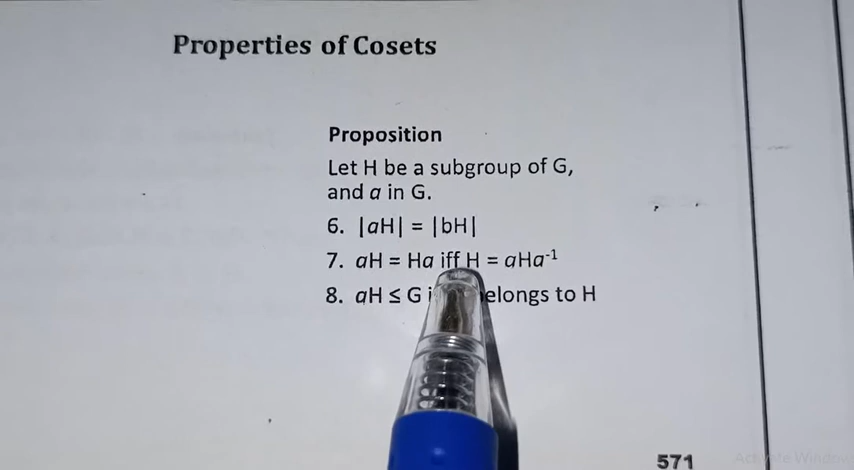 Properties of Cosets
Proposition
Let H be a subgroup of G,
and a in G.
6. |aH| = |bH|
7. aH = Ha iff H = aHa⁻¹
8. aH ≤ G elongs to H
571